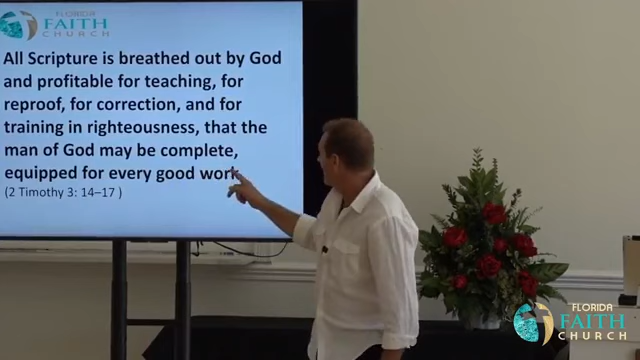 FLORIDA
FAITH
CHURCH
All Scripture is breathed out by God
and profitable for teaching, for
reproof, for correction, and for
training in righteousness, that the
man of God may be complete,
equipped for every good work
(2 Timothy 3: 14–17 )
FLORIDA
FAITH
CHURCH